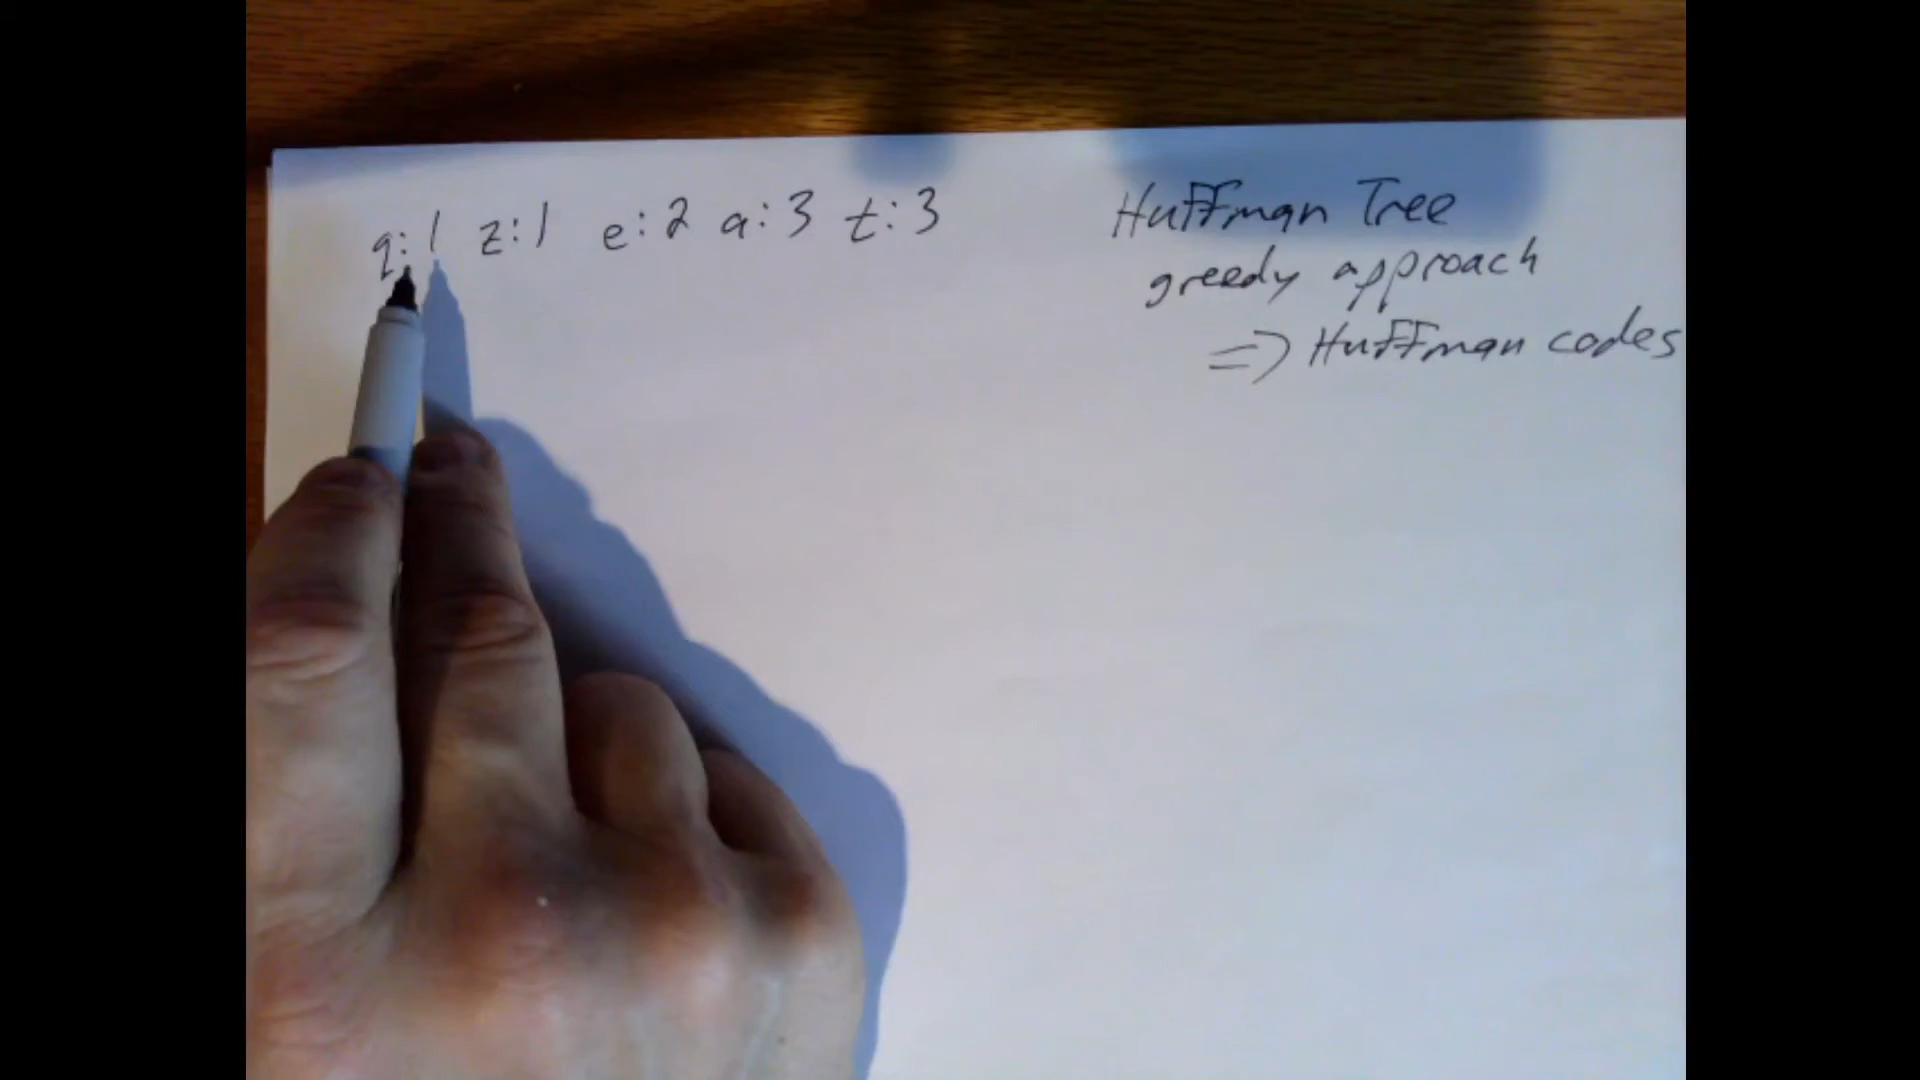 q:1 z:1 e:2 a:3 t:3
Huffman Tree
greedy approach
=> Huffman codes